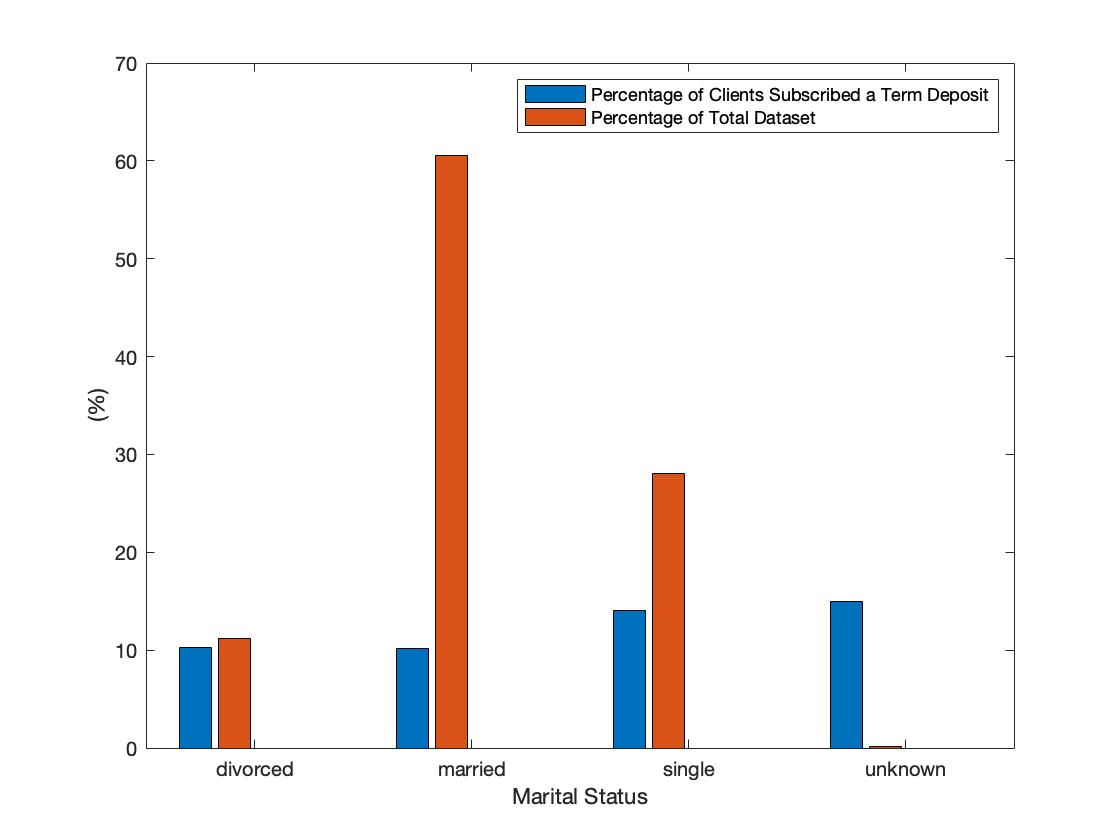 70
60
50
40
30
20
10
0
(%)
Percentage of Clients Subscribed a Term Deposit
Percentage of Total Dataset
divorced married single unknown
Marital Status